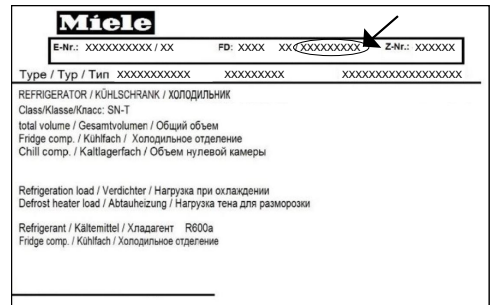 Miele
E-Nr.: XXXXXXXXXX / XX FD: XXXX XX XXXXXXXXX Z-Nr.: XXXXXX
Type / Typ / Тип XXXXXXXXXXX XXXXXXXXX XXXXXXXXXXXXXXXXXX
REFRIGERATOR / KÜHLSCHRANK / ХОЛОДИЛЬНИК
Class/Klasse/Класс: SN-T
total volume / Gesamtvolumen / Общий объем
Fridge comp. / Kühlfach / Холодильное отделение
Chill comp. / Kaltlagerfach / Объем нулевой камеры
Refrigeration load / Verdichter / Нагрузка при охлаждении
Defrost heater load / Abtauheizung / Нагрузка тена для разморозки
Refrigerant / Kältemittel / Хладагент R600a
Fridge comp. / Kühlfach / Холодильное отделение